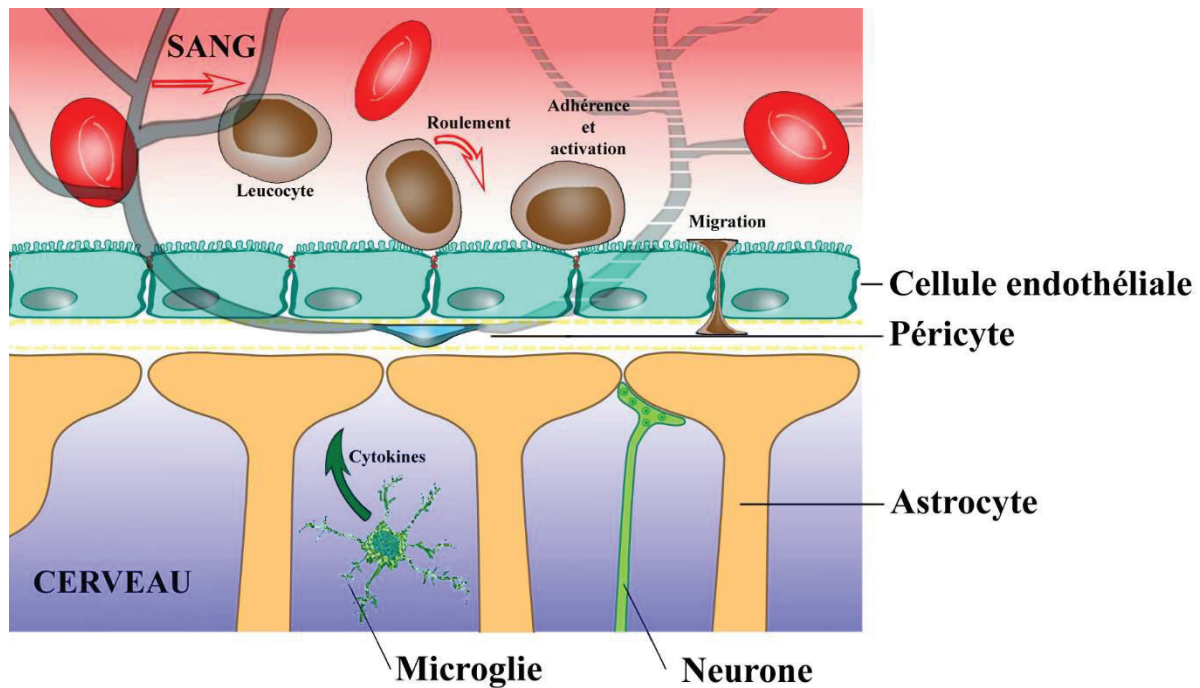 SANG
Roulement
Adhérence
et
activation
Leucocyte
Migration
Cellule endothéliale
Péricyte
Cytokines
Astrocyte
CERVEAU
Microglie
Neurone